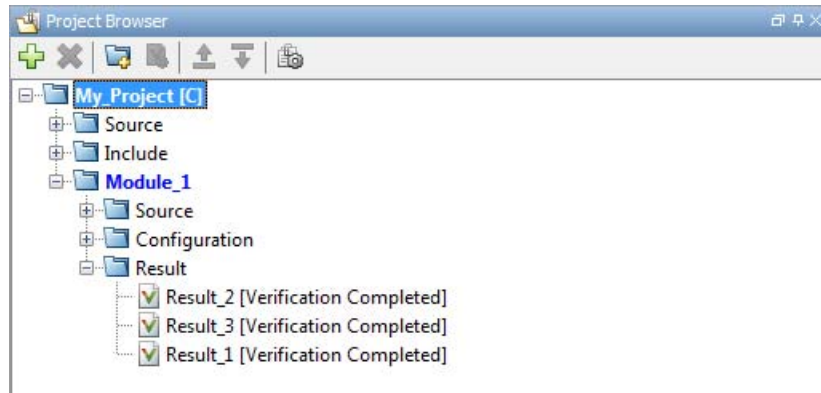 Project Browser
My_Project [C]
Source
Include
Module_1
Source
Configuration
Result
Result_2 [Verification Completed]
Result_3 [Verification Completed]
Result_1 [Verification Completed]